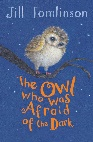 Jill Tomlinson
The Owl
who was
Afraid
of the Dark